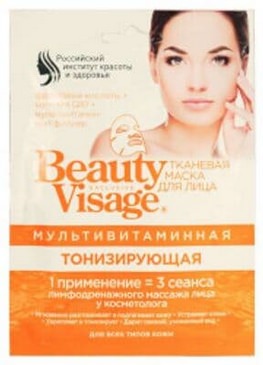 Российский
институт красоты
и здоровья
Beauty
EXCLUSIVE
Visage
ТКАНЕВАЯ
МАСКА
ДЛЯ ЛИЦА
МУЛЬТИВИТАМИННАЯ
ТОНИЗИРУЮЩАЯ
1 применение = 3 сеанса
лимфодренажного массажа лица
у косметолога
ДЛЯ ВСЕХ ТИПОВ КОЖИ